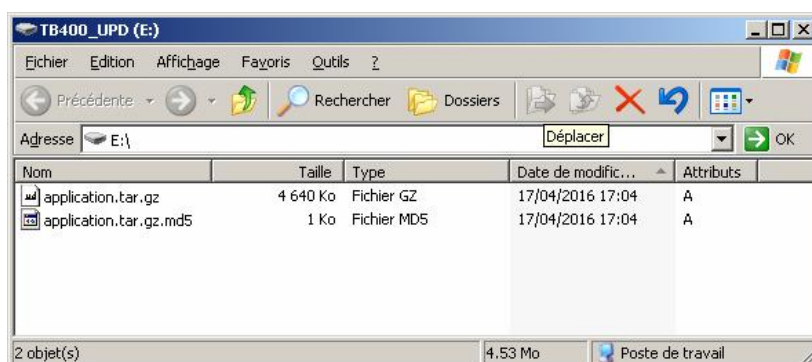 TB400_UPD (E:)
Fichier Edition Affichage Favoris Outils ?
Précédente Rechercher Dossiers
Déplacer
Adresse E:\ OK
Nom Taille Type Date de modific... Attributs
application.tar.gz 4 640 Ko Fichier GZ 17/04/2016 17:04 A
application.tar.gz.md5 1 Ko Fichier MD5 17/04/2016 17:04 A
2 objet(s) 4.53 Mo Poste de travail